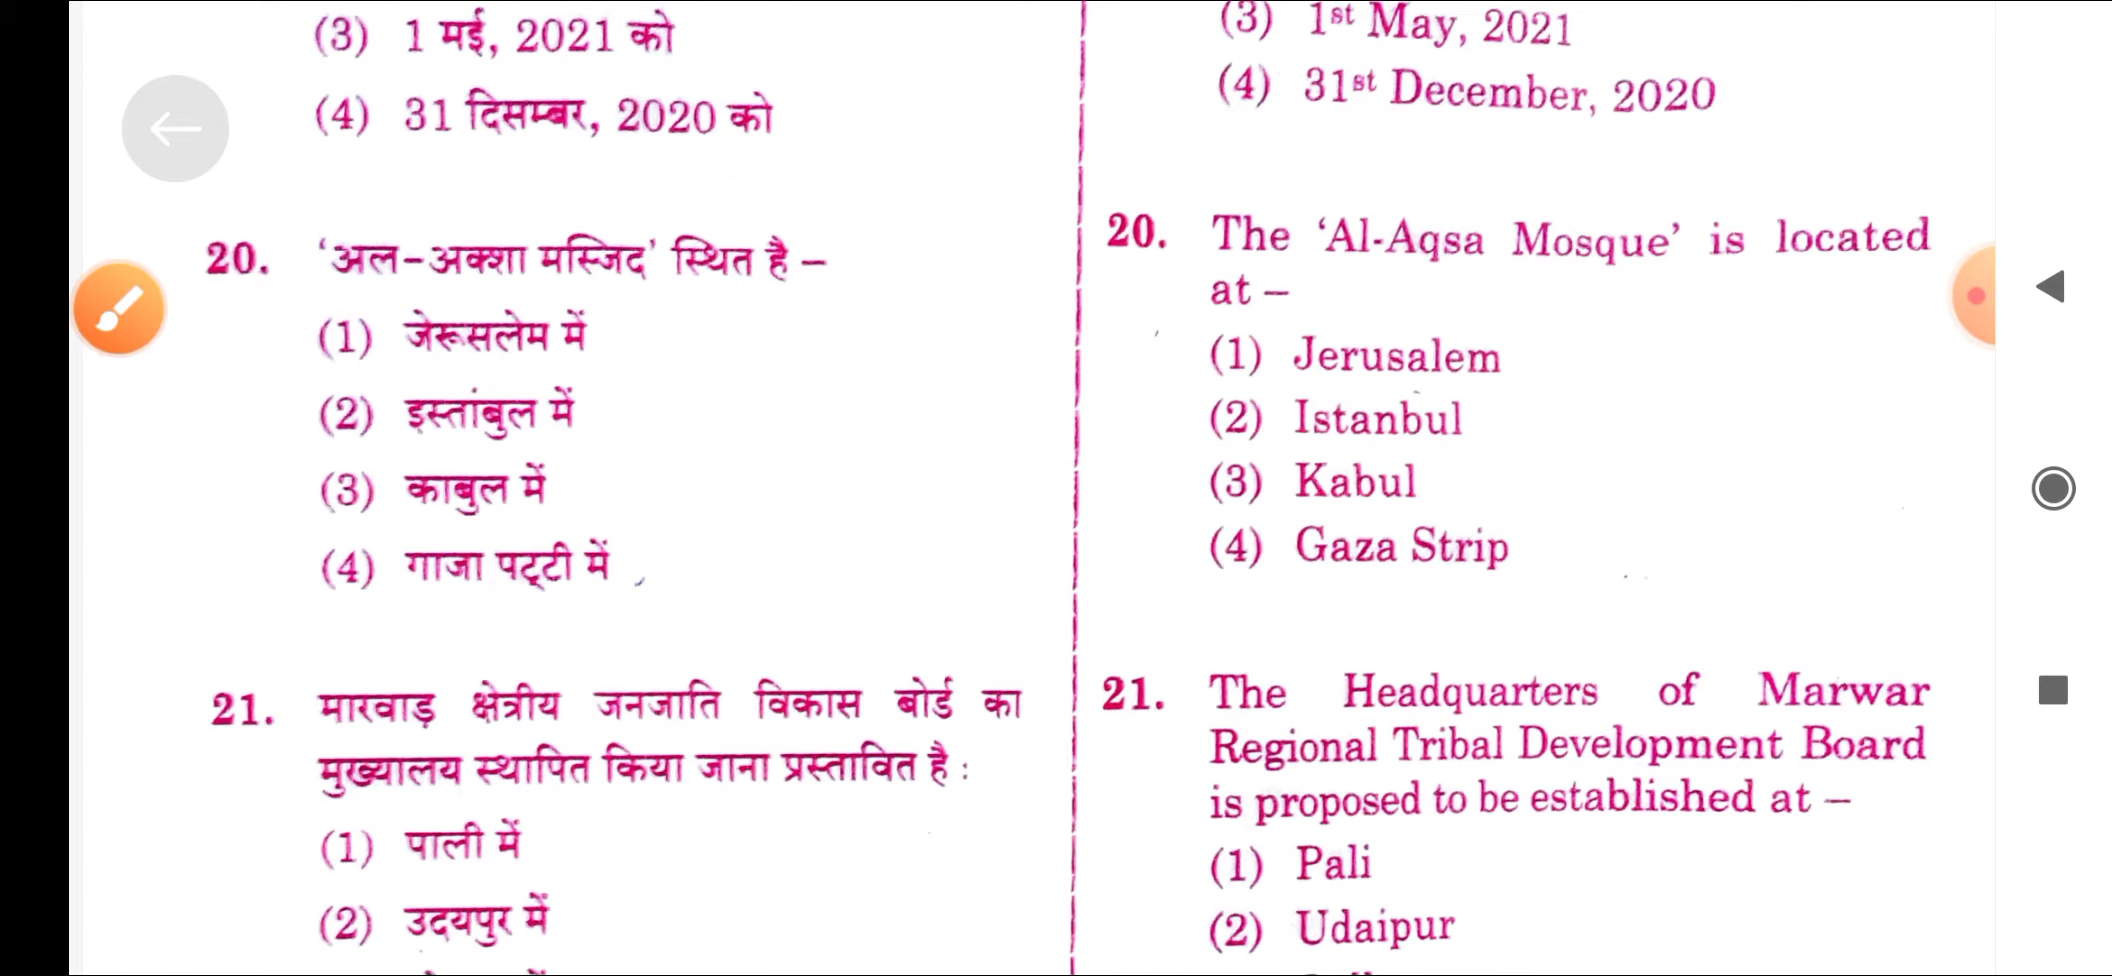 (3) 1 मई, 2021 को
(4) 31 दिसम्बर, 2020 को
20. 'अल-अक्शा मस्जिद' स्थित है –
(1) जेरूसलेम में
(2) इस्तांबुल में
(3) काबुल में
(4) गाजा पट्टी में
21. मारवाड़ क्षेत्रीय जनजाति विकास बोर्ड का
मुख्यालय स्थापित किया जाना प्रस्तावित है :
(1) पाली में
(2) उदयपुर में
(3) 1st May, 2021
(4) 31st December, 2020
20. The 'Al-Aqsa Mosque' is located
at –
(1) Jerusalem
(2) Istanbul
(3) Kabul
(4) Gaza Strip
21. The Headquarters of Marwar
Regional Tribal Development Board
is proposed to be established at –
(1) Pali
(2) Udaipur